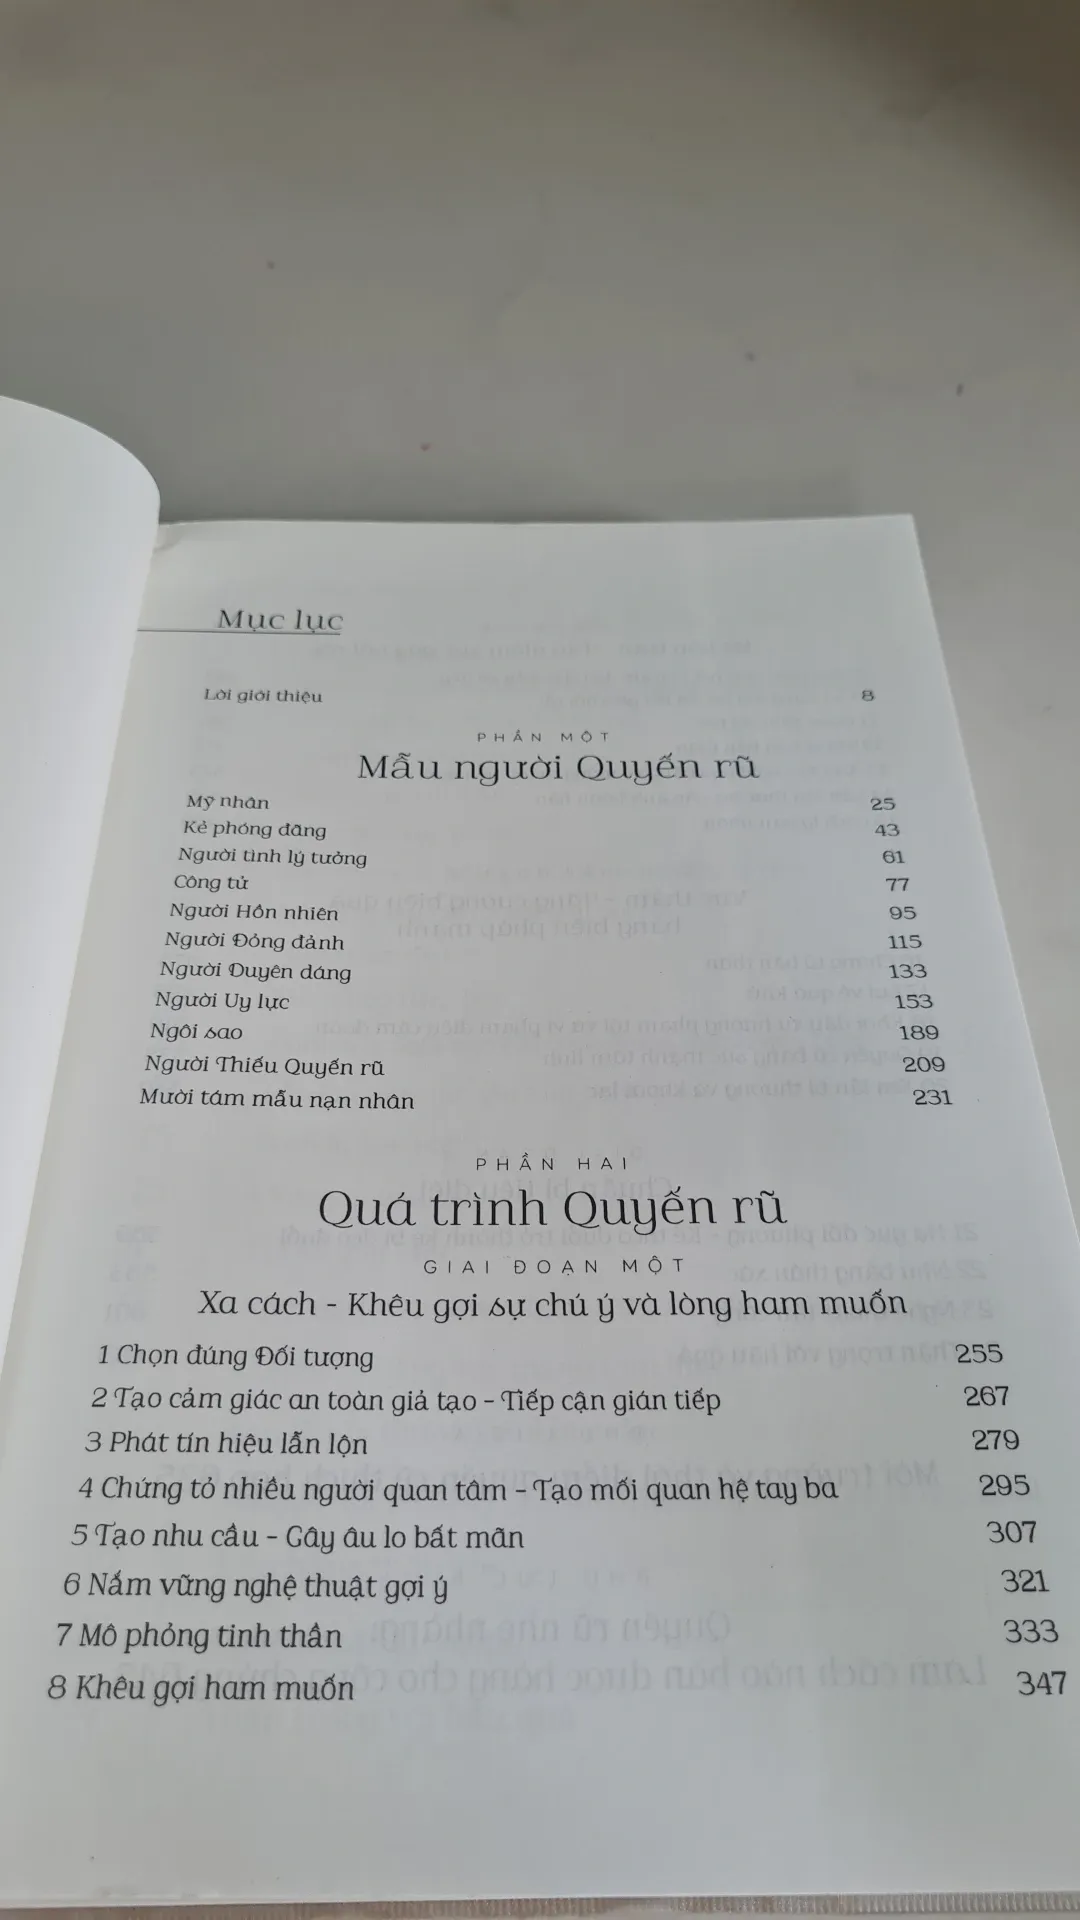 Mục lục
Lời giới thiệu 8
PHẦN MỘT
Mẫu người Quyến rũ
Mỹ nhân 25
Kẻ phóng đãng 43
Người tình lý tưởng 61
Công tử 77
Người Hồn nhiên 95
Người Đỏng đảnh 115
Người Duyên dáng 133
Người Uy lực 153
Ngôi sao 189
Người Thiếu Quyến rũ 209
Mười tám mẫu nạn nhân 231
PHẦN HAI
Quá trình Quyến rũ
GIAI ĐOẠN MỘT
Xa cách - Khêu gợi sự chú ý và lòng ham muốn
1 Chọn đúng Đối tượng 255
2 Tạo cảm giác an toàn giả tạo - Tiếp cận gián tiếp 267
3 Phát tín hiệu lẫn lộn 279
4 Chứng tỏ nhiều người quan tâm - Tạo mối quan hệ tay ba 295
5 Tạo nhu cầu - Gây âu lo bất mãn 307
6 Nắm vững nghệ thuật gợi ý 321
7 Mô phỏng tinh thần 333
8 Khêu gợi ham muốn 347